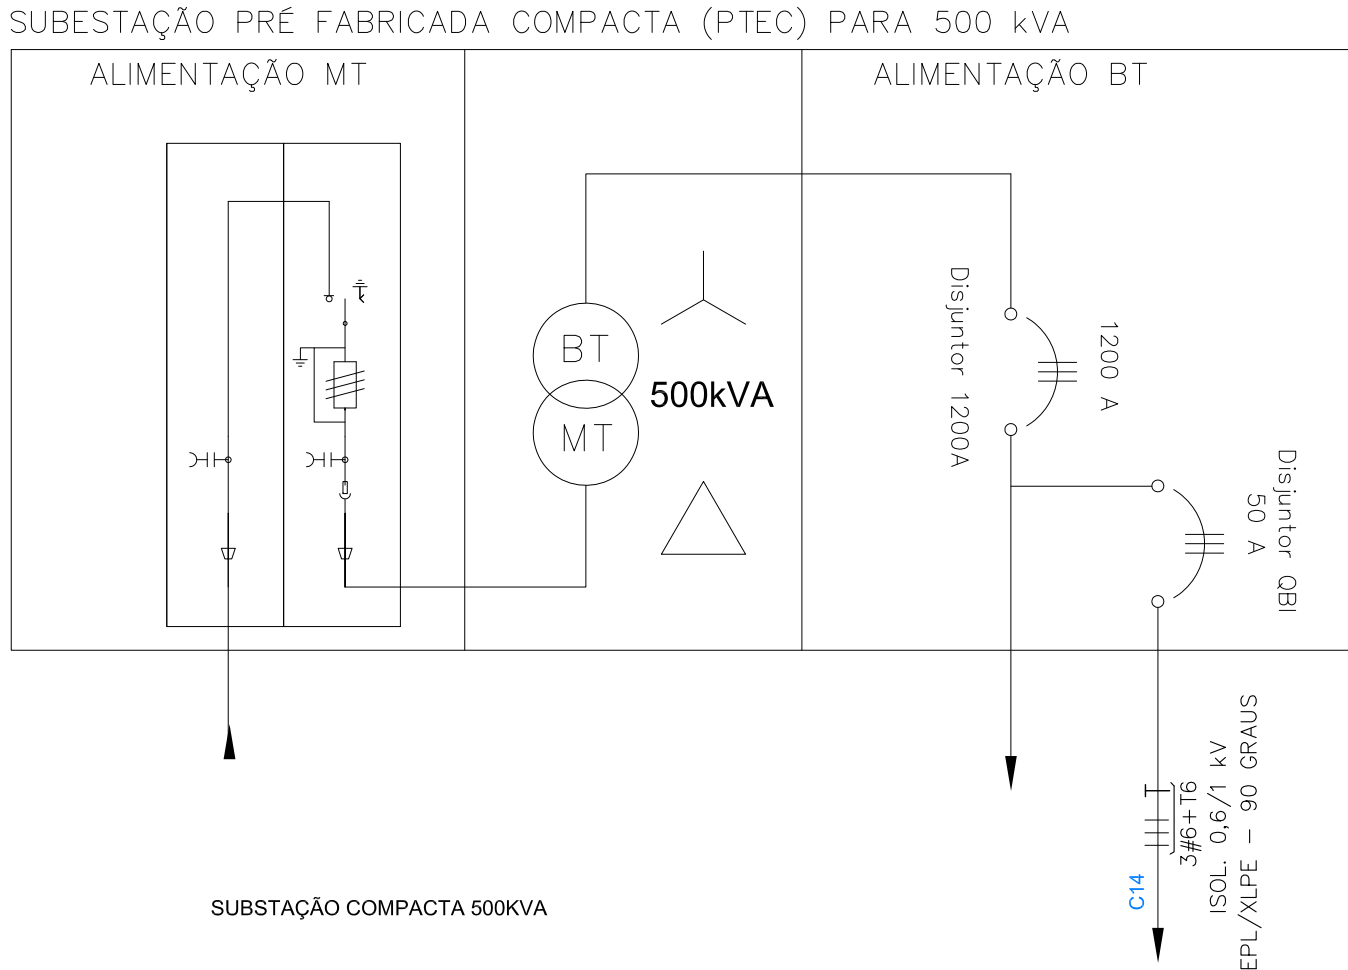 SUBESTAÇÃO PRÉ FABRICADA COMPACTA (PTEC) PARA 500 kVA
ALIMENTAÇÃO MT
ALIMENTAÇÃO BT
BT
MT
500kVA
Disjuntor 1200A
1200 A
Disjuntor QBI
50 A
C14
3#6+T6
ISOL. 0,6/1 kV
EPL/XLPE - 90 GRAUS
SUBSTAÇÃO COMPACTA 500KVA